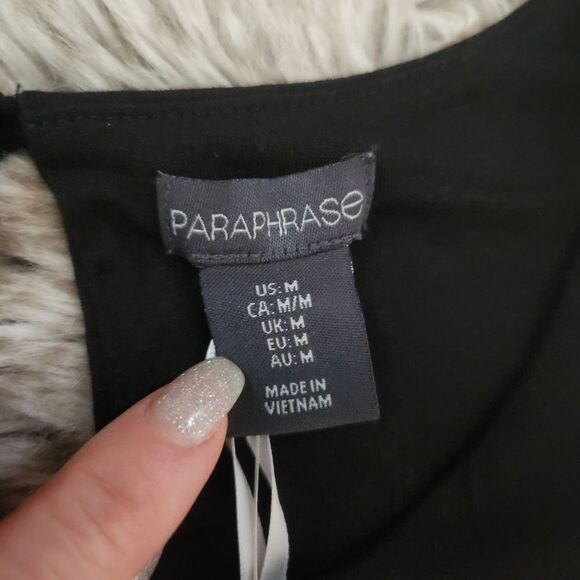 PARAPHRASe
US: M
CA: M/M
UK: M
EU: M
AU: M
MADE IN
VIETNAM